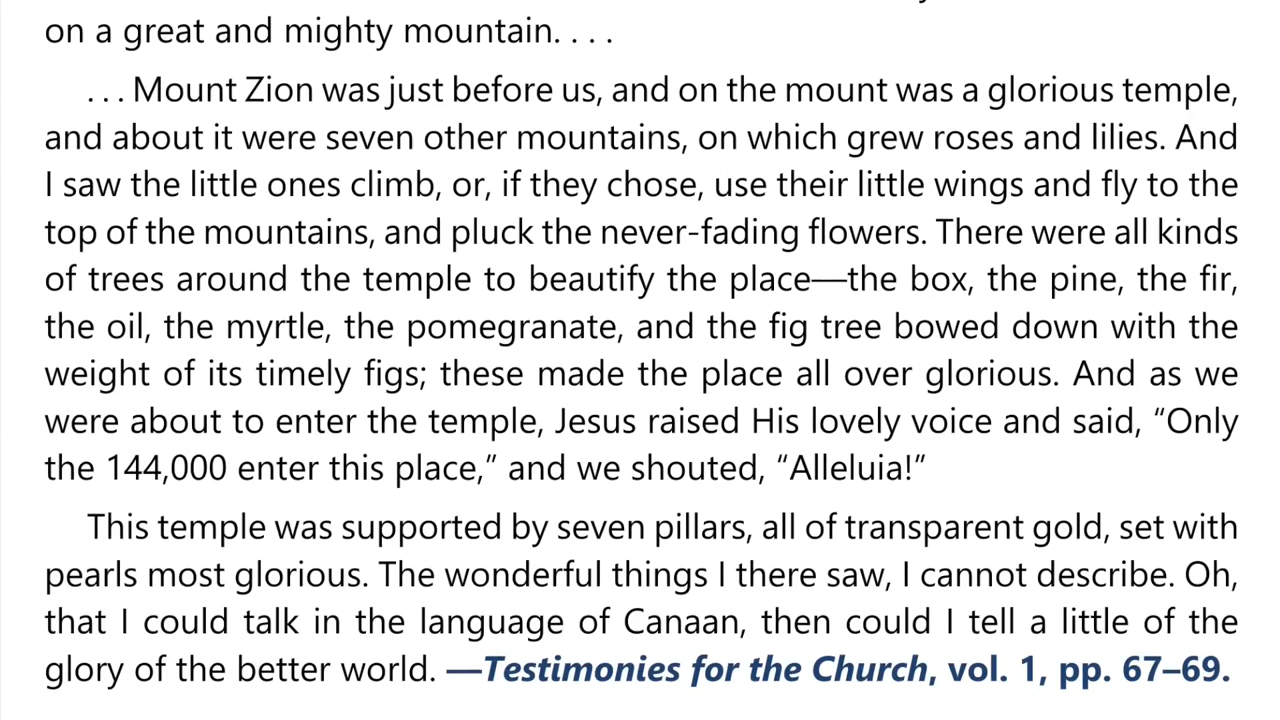 on a great and mighty mountain. . . .
. . . Mount Zion was just before us, and on the mount was a glorious temple,
and about it were seven other mountains, on which grew roses and lilies. And
I saw the little ones climb, or, if they chose, use their little wings and fly to the
top of the mountains, and pluck the never-fading flowers. There were all kinds
of trees around the temple to beautify the place—the box, the pine, the fir,
the oil, the myrtle, the pomegranate, and the fig tree bowed down with the
weight of its timely figs; these made the place all over glorious. And as we
were about to enter the temple, Jesus raised His lovely voice and said, “Only
the 144,000 enter this place,” and we shouted, “Alleluia!”
This temple was supported by seven pillars, all of transparent gold, set with
pearls most glorious. The wonderful things I there saw, I cannot describe. Oh,
that I could talk in the language of Canaan, then could I tell a little of the
glory of the better world. —Testimonies for the Church, vol. 1, pp. 67–69.